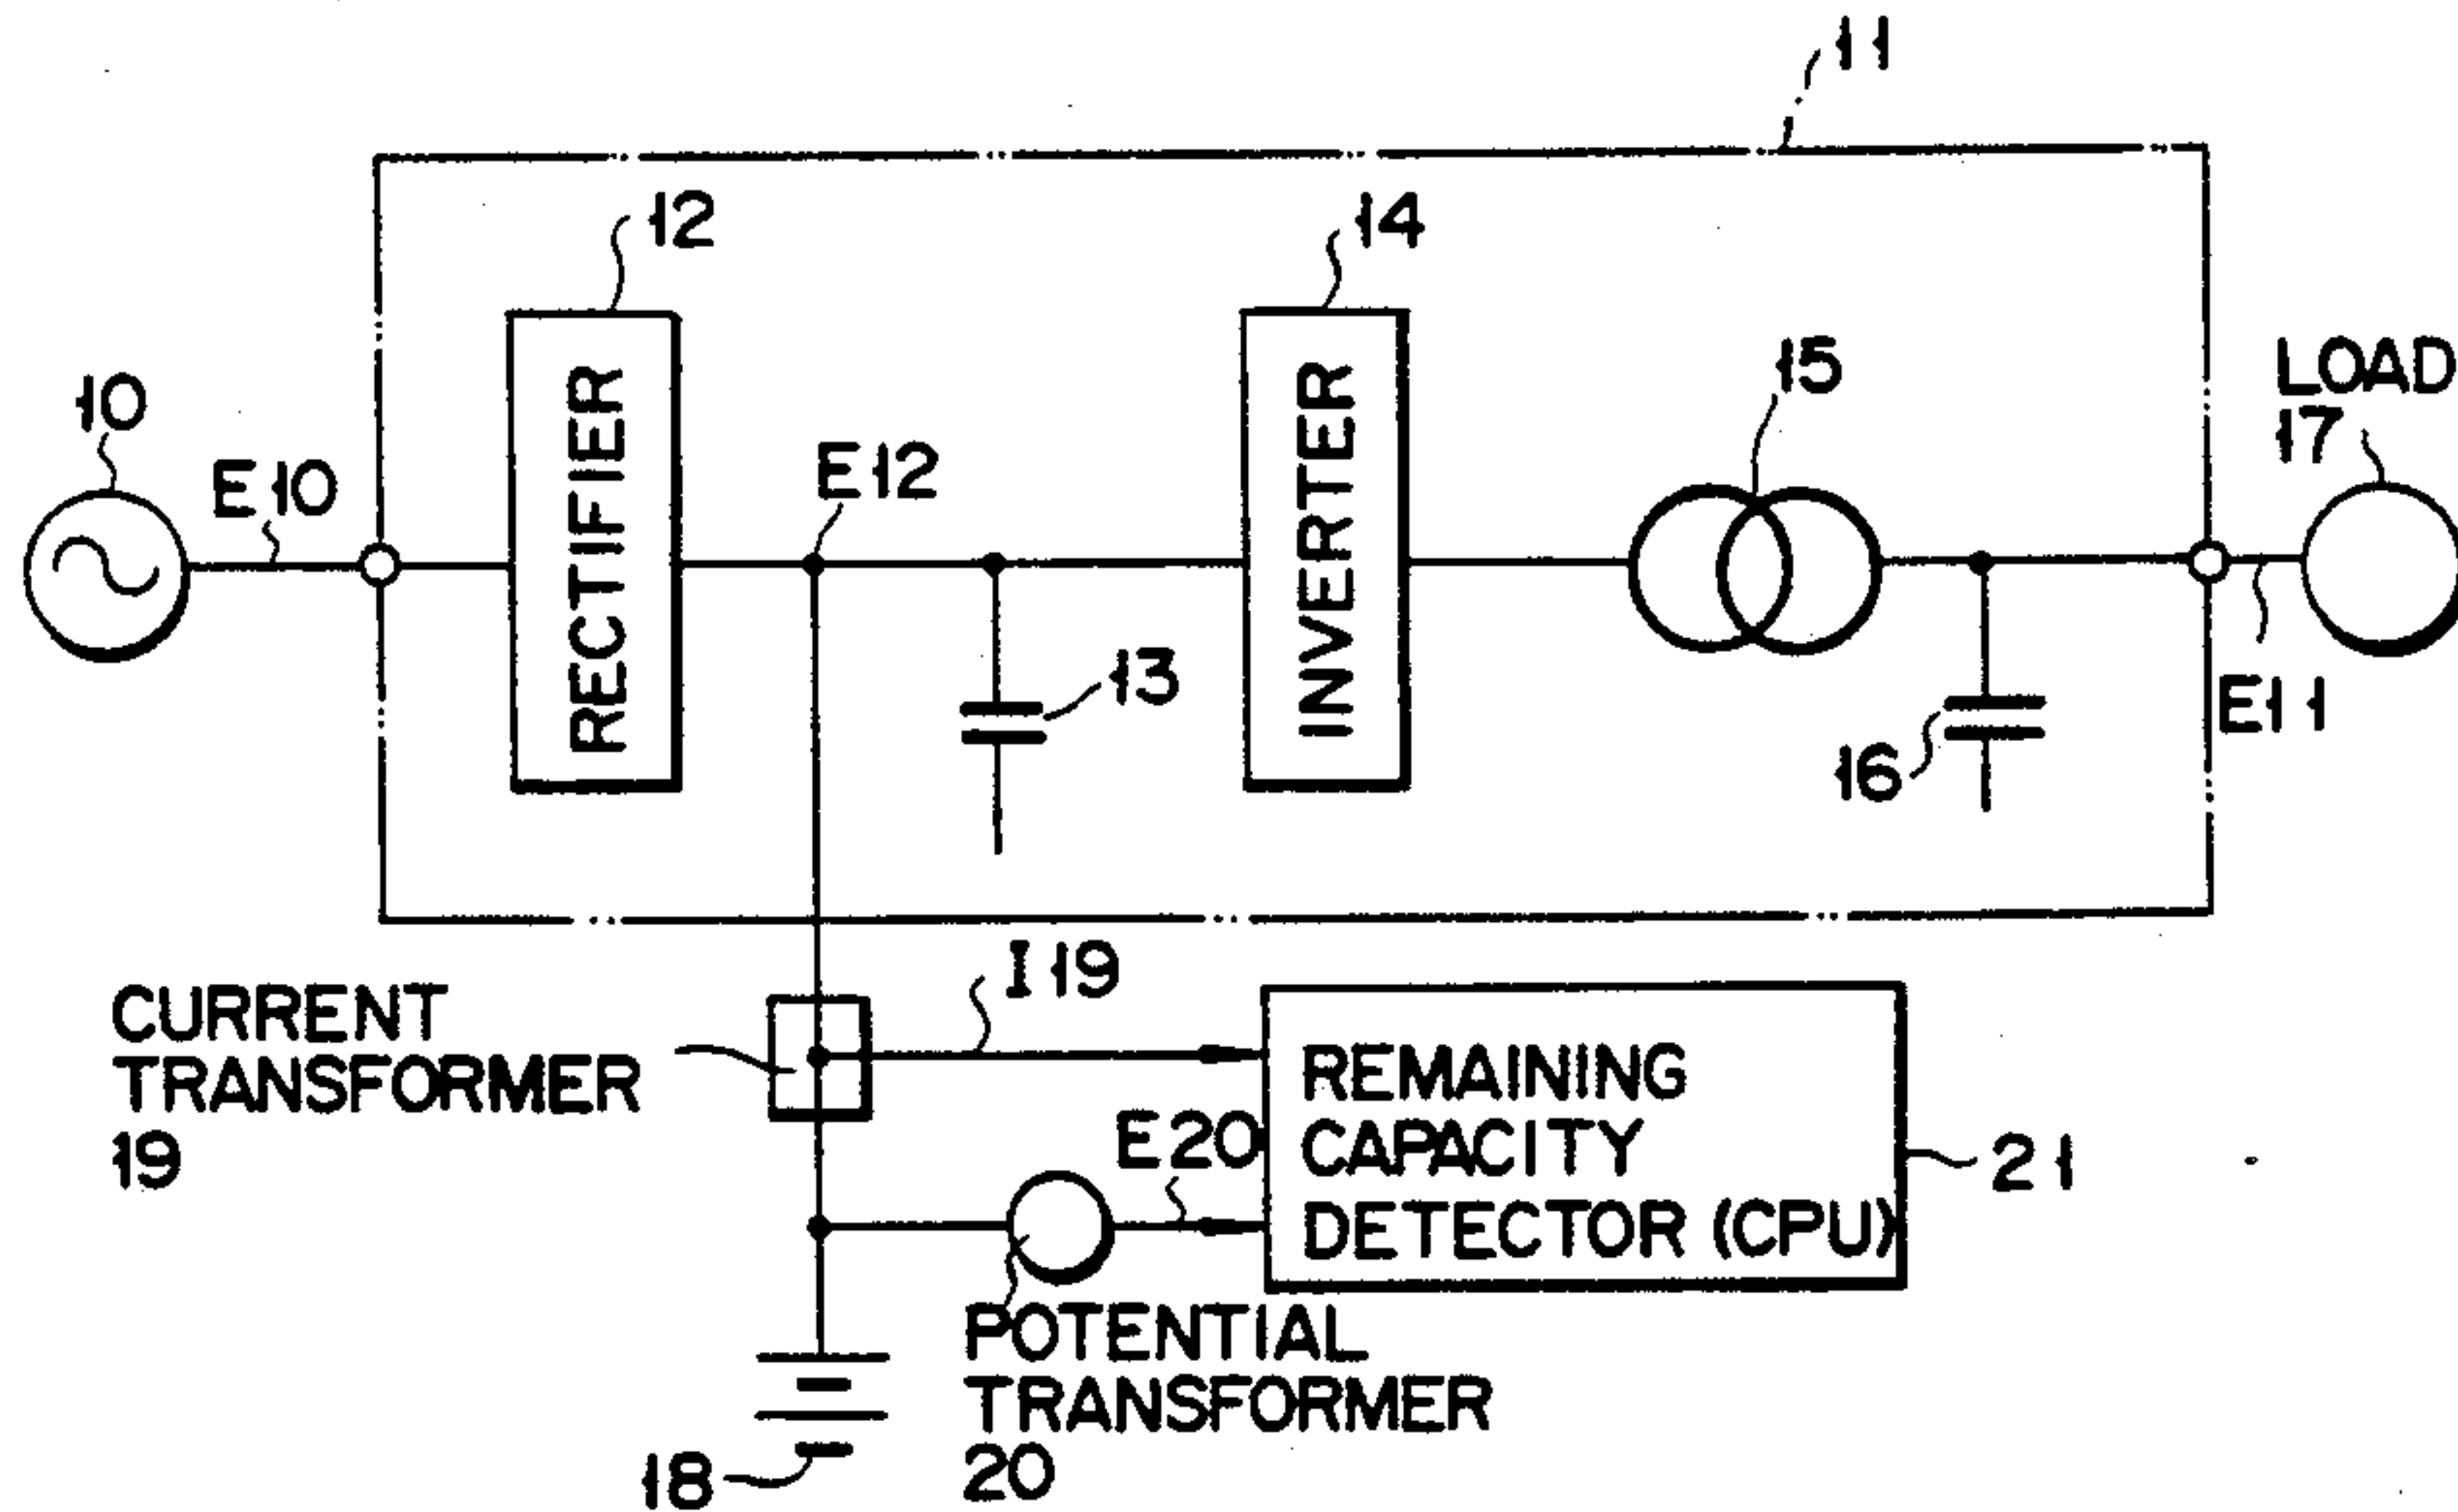 11
12
14
10
E10
RECTIFIER
E12
INVERTER
15
LOAD
17
13
16
E11
CURRENT
TRANSFORMER
19
I19
REMAINING
CAPACITY
DETECTOR (CPU)
21
E20
POTENTIAL
TRANSFORMER
20
18